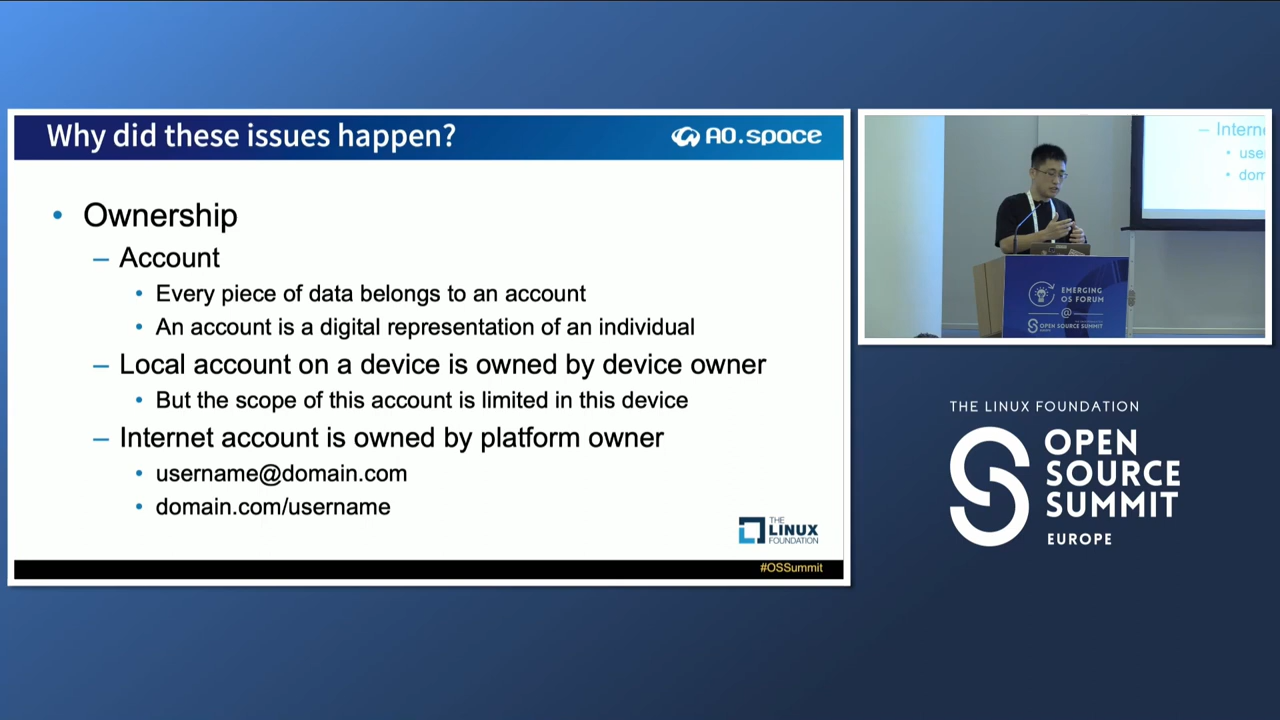 Why did these issues happen?
AO.space
• Ownership
– Account
• Every piece of data belongs to an account
• An account is a digital representation of an individual
– Local account on a device is owned by device owner
• But the scope of this account is limited in this device
– Internet account is owned by platform owner
• username@domain.com
• domain.com/username
THE
LINUX
FOUNDATION
#OSSummit
– Intern
• use
• dom
EMERGING
OS FORUM
@
OPEN SOURCE SUMMIT
THE LINUX FOUNDATION
OPEN
SOURCE
SUMMIT
EUROPE